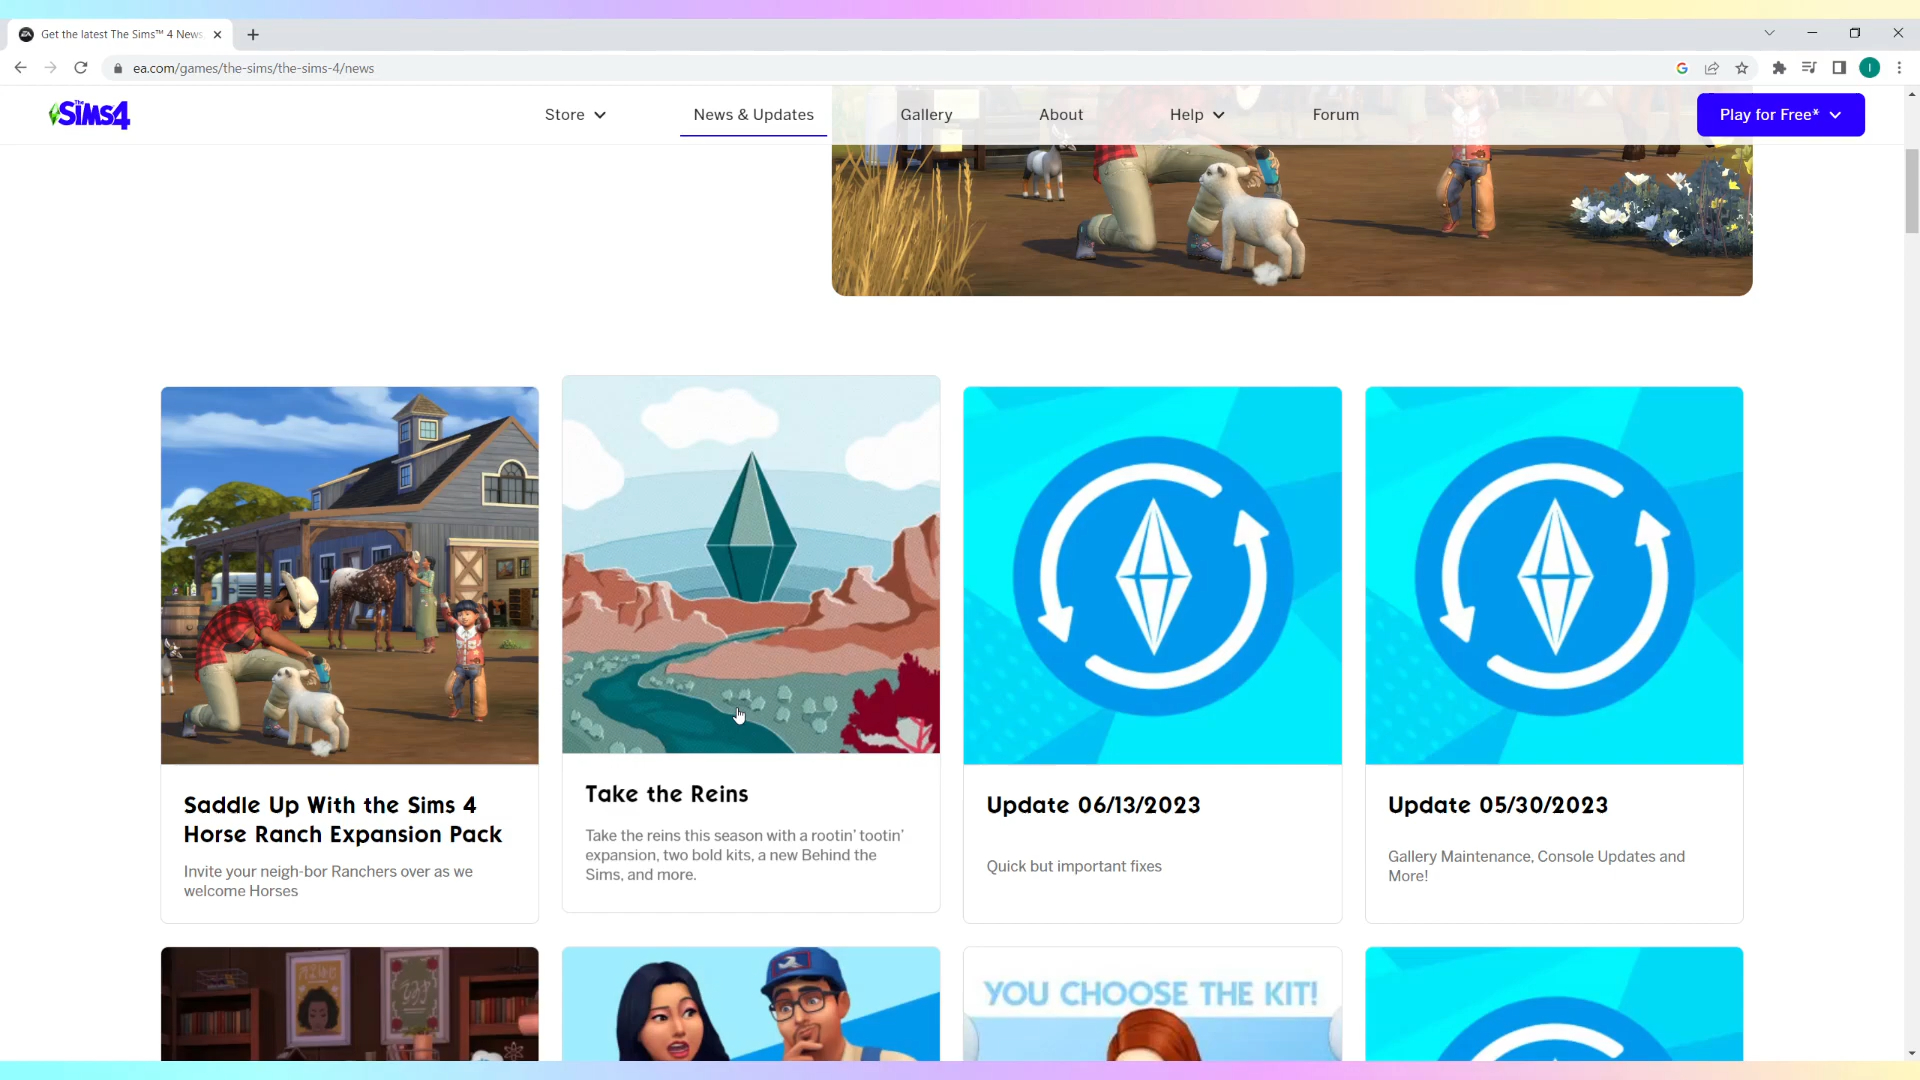 Get the latest The Sims™ 4 News
ea.com/games/the-sims/the-sims-4/news
I
The Sims 4
Store
News & Updates
Gallery
About
Help
Forum
Play for Free*
Saddle Up With the Sims 4
Horse Ranch Expansion Pack
Invite your neigh-bor Ranchers over as we
welcome Horses
Take the Reins
Take the reins this season with a rootin' tootin'
expansion, two bold kits, a new Behind the
Sims, and more.
Update 06/13/2023
Quick but important fixes
Update 05/30/2023
Gallery Maintenance, Console Updates and
More!
YOU CHOOSE THE KIT!